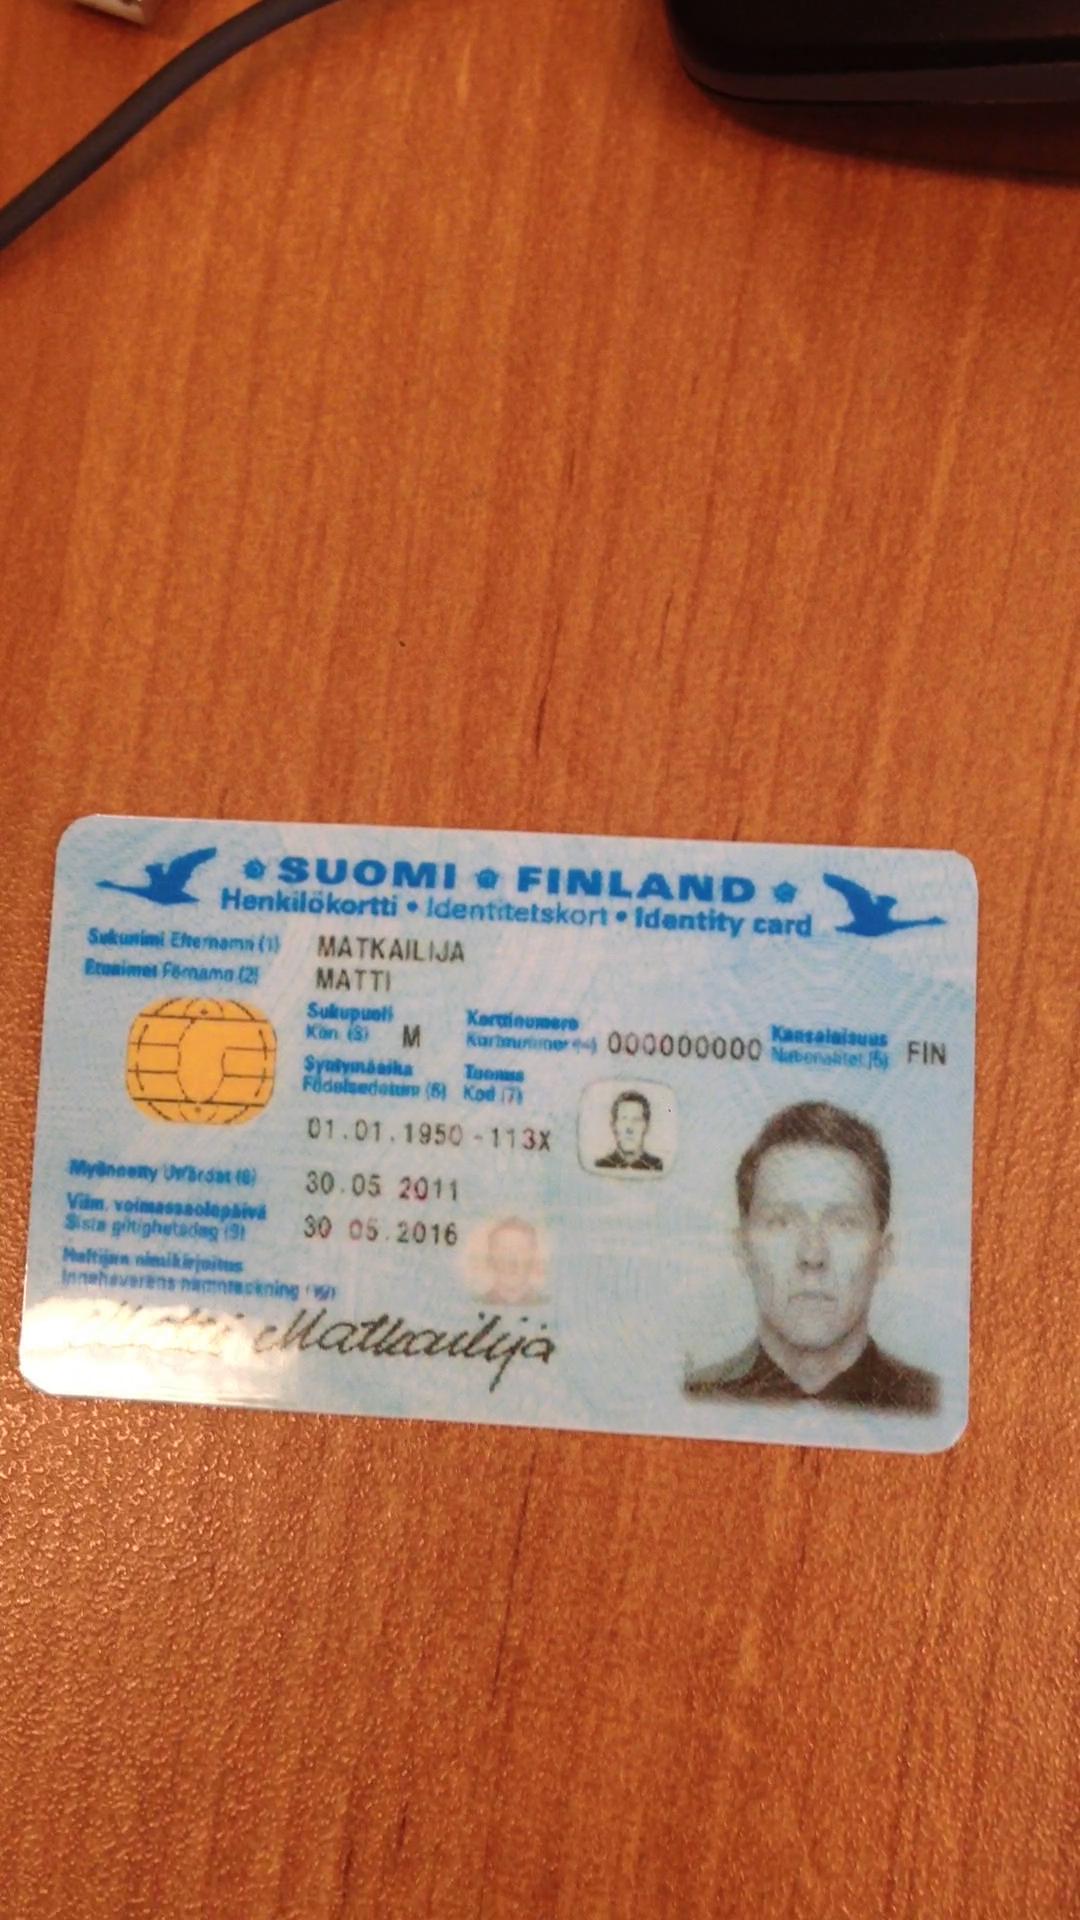 SUOMI FINLAND
Henkilökortti • Identitetskort • Identity card
Sukunimi Efternamn (1) MATKAILIJA
Etunimet Förnamn (2) MATTI
Sukupuoli Kön (3) M Korttinumero Kortnummer (4) 000000000 Kansalaisuus Nationalitet (5) FIN
Syntymäaika Födelsedatum (6) Tunnus Kod (7)
01.01.1950 -113X
Myönnetty Utfärdat (8) 30.05 2011
Viim. voimassaolopäivä
Sista giltighetsdag (9) 30 05.2016
Haltijan nimikirjoitus
Innehavarens namnteckning (10)
Matti Matkailija